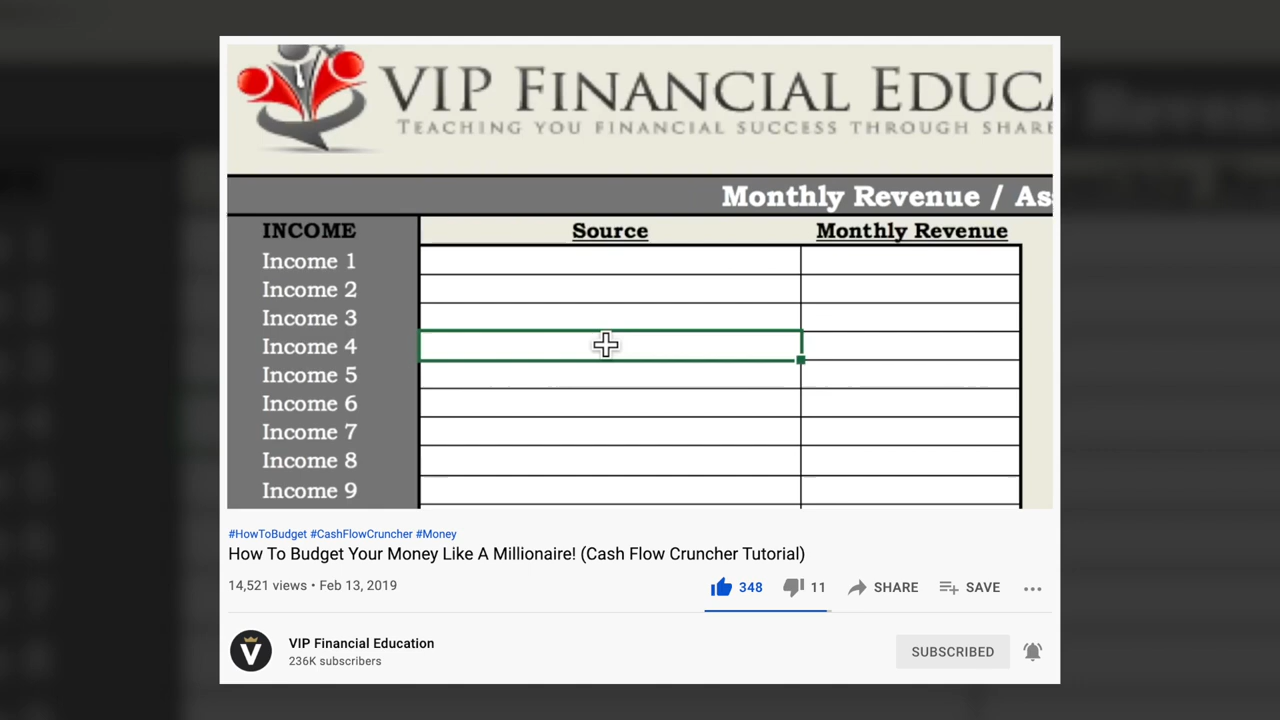 VIP FINANCIAL EDUCA
TEACHING YOU FINANCIAL SUCCESS THROUGH SHARE
Monthly Revenue / As
INCOME Source Monthly Revenue
Income 1
Income 2
Income 3
Income 4
Income 5
Income 6
Income 7
Income 8
Income 9
#HowToBudget #CashFlowCruncher #Money
How To Budget Your Money Like A Millionaire! (Cash Flow Cruncher Tutorial)
14,521 views • Feb 13, 2019 348 11 SHARE SAVE
V VIP Financial Education
236K subscribers
SUBSCRIBED